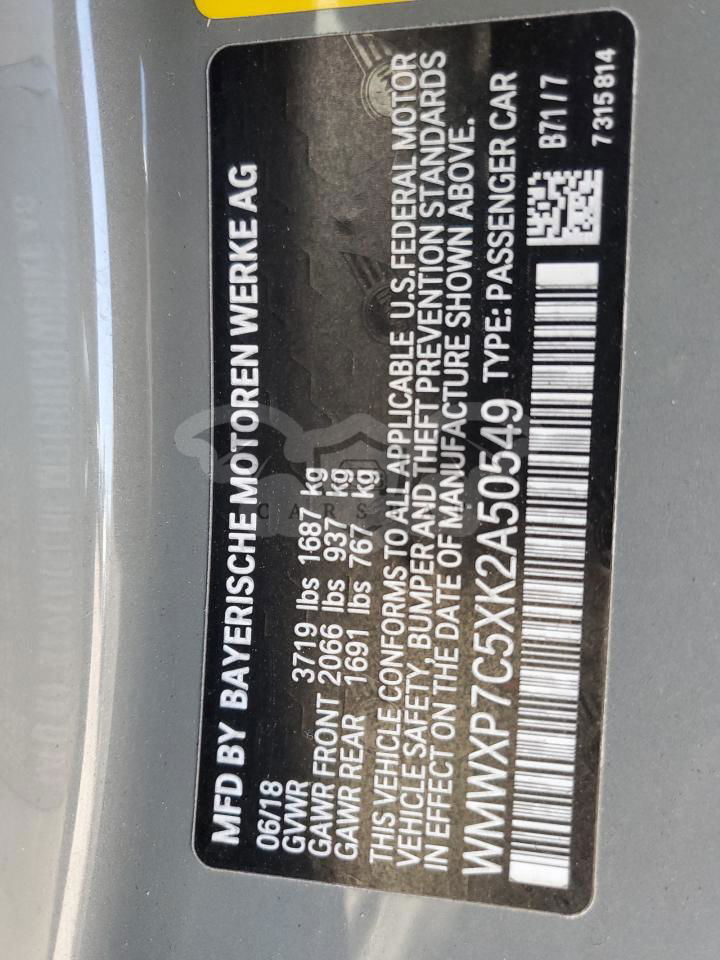 MFD BY BAYERISCHE MOTOREN WERKE AG
06/18
GVWR 3719 lbs 1687 kg
GAWR FRONT 2066 lbs 937 kg
GAWR REAR 1691 lbs 767 kg
THIS VEHICLE CONFORMS TO ALL APPLICABLE U.S.FEDERAL MOTOR
VEHICLE SAFETY, BUMPER AND THEFT PREVENTION STANDARDS
IN EFFECT ON THE DATE OF MANUFACTURE SHOWN ABOVE.
WMWXP7C5XK2A50549 TYPE: PASSENGER CAR
B71/7
7315814